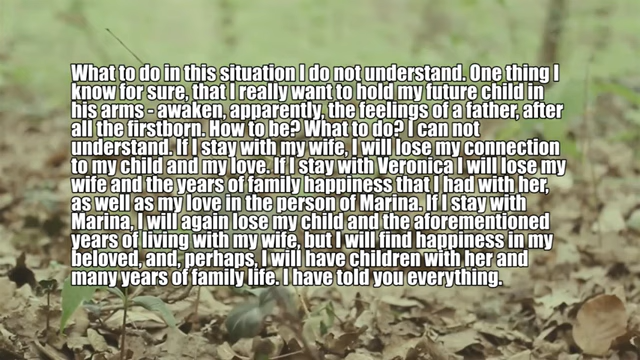 What to do in this situation I do not understand. One thing I
know for sure, that I really want to hold my future child in
his arms - awaken, apparently, the feelings of a father, after
all the firstborn. How to be? What to do? I can not
understand. If I stay with my wife, I will lose my connection
to my child and my love. If I stay with Veronica I will lose my
wife and the years of family happiness that I had with her,
as well as my love in the person of Marina. If I stay with
Marina, I will again lose my child and the aforementioned
years of living with my wife, but I will find happiness in my
beloved, and, perhaps, I will have children with her and
many years of family life. I have told you everything.